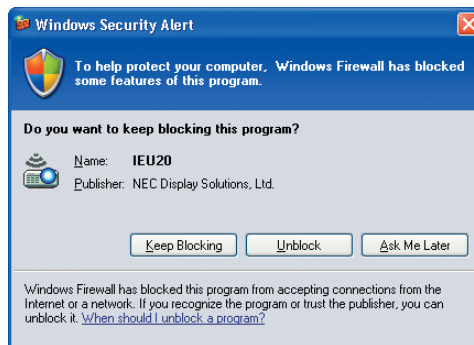 Windows Security Alert
To help protect your computer, Windows Firewall has blocked
some features of this program.
Do you want to keep blocking this program?
Name: IEU20
Publisher: NEC Display Solutions, Ltd.
Keep Blocking Unblock Ask Me Later
Windows Firewall has blocked this program from accepting connections from the
Internet or a network. If you recognize the program or trust the publisher, you can
unblock it. When should I unblock a program?